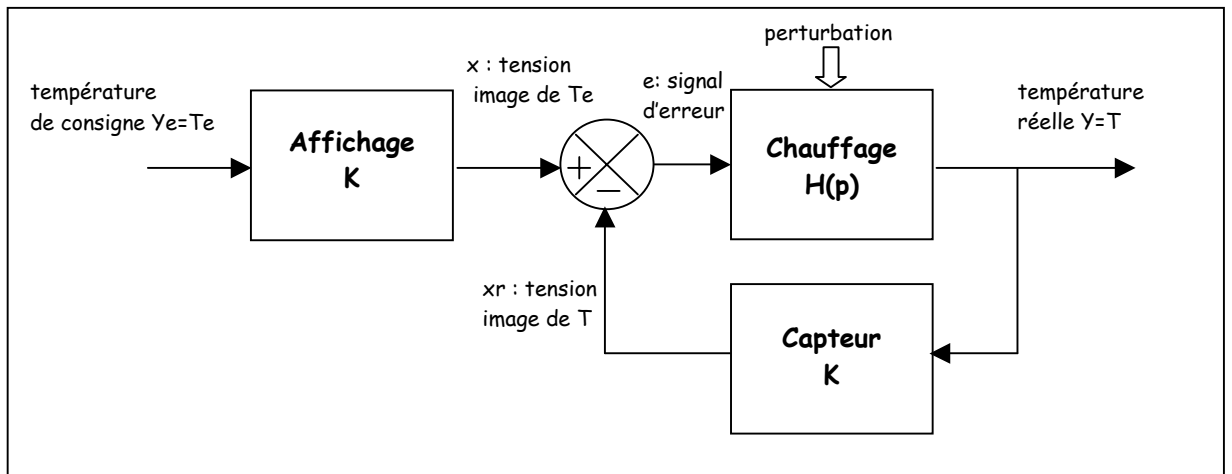 perturbation
x : tension
image de Te
e: signal
d'erreur
température
de consigne Ye=Te
température
réelle Y=T
Affichage
K
Chauffage
H(p)
+
−
xr : tension
image de T
Capteur
K